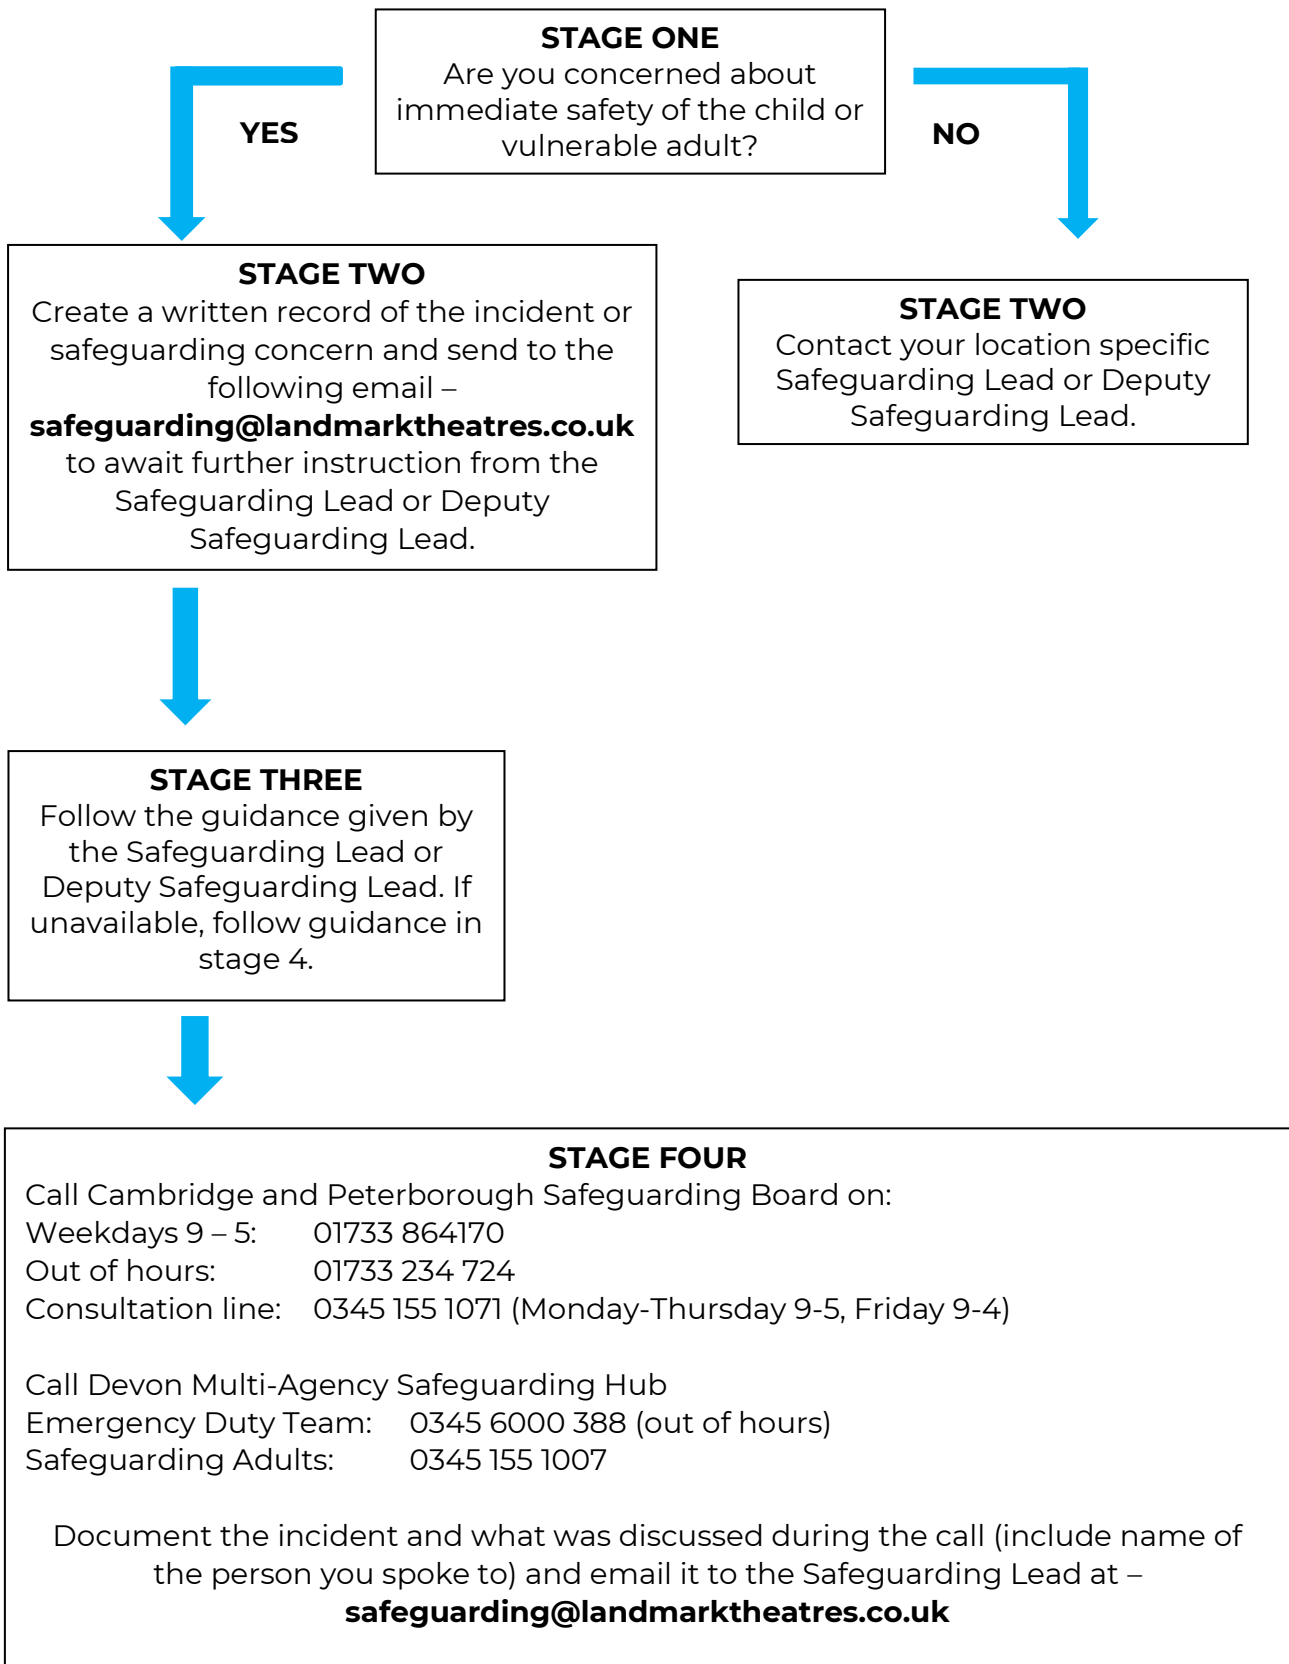 STAGE ONE
Are you concerned about
immediate safety of the child or
vulnerable adult?
YES
NO
STAGE TWO
Create a written record of the incident or
safeguarding concern and send to the
following email –
safeguarding@landmarktheatres.co.uk
to await further instruction from the
Safeguarding Lead or Deputy
Safeguarding Lead.
STAGE TWO
Contact your location specific
Safeguarding Lead or Deputy
Safeguarding Lead.
STAGE THREE
Follow the guidance given by
the Safeguarding Lead or
Deputy Safeguarding Lead. If
unavailable, follow guidance in
stage 4.
STAGE FOUR
Call Cambridge and Peterborough Safeguarding Board on:
Weekdays 9 – 5: 01733 864170
Out of hours: 01733 234 724
Consultation line: 0345 155 1071 (Monday-Thursday 9-5, Friday 9-4)
Call Devon Multi-Agency Safeguarding Hub
Emergency Duty Team: 0345 6000 388 (out of hours)
Safeguarding Adults: 0345 155 1007
Document the incident and what was discussed during the call (include name of
the person you spoke to) and email it to the Safeguarding Lead at –
safeguarding@landmarktheatres.co.uk